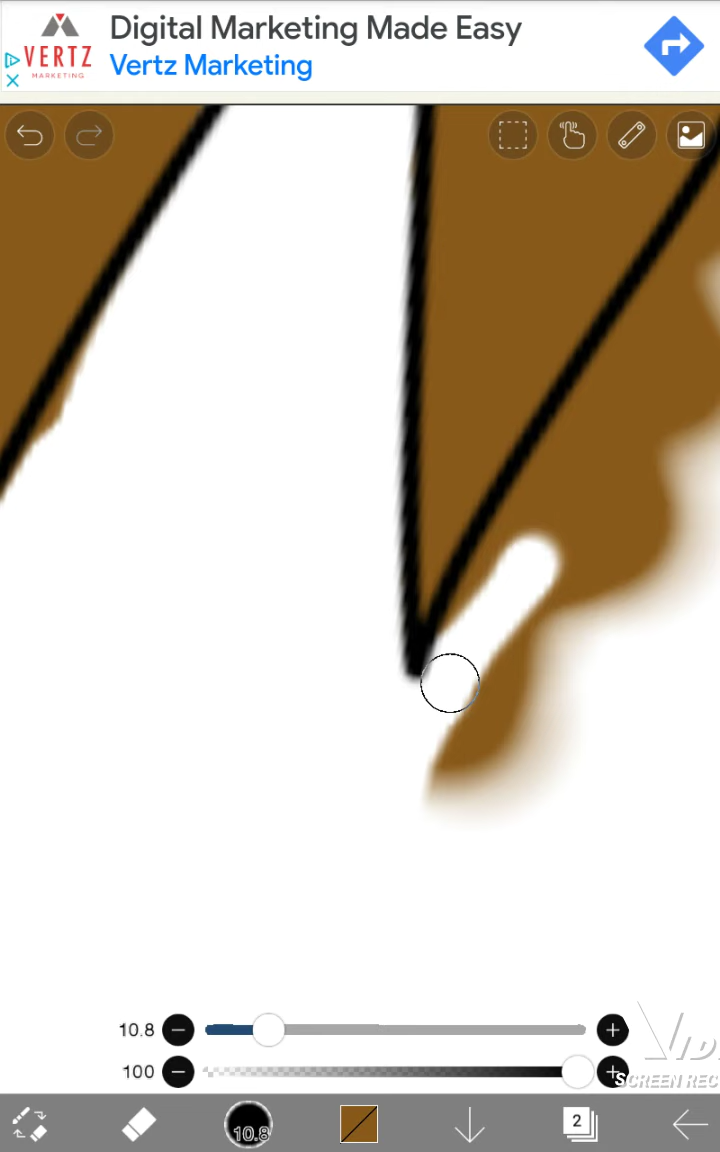 Digital Marketing Made Easy
VERTZ
MARKETING
Vertz Marketing
10.8
100
SCREEN REC
10.8
2